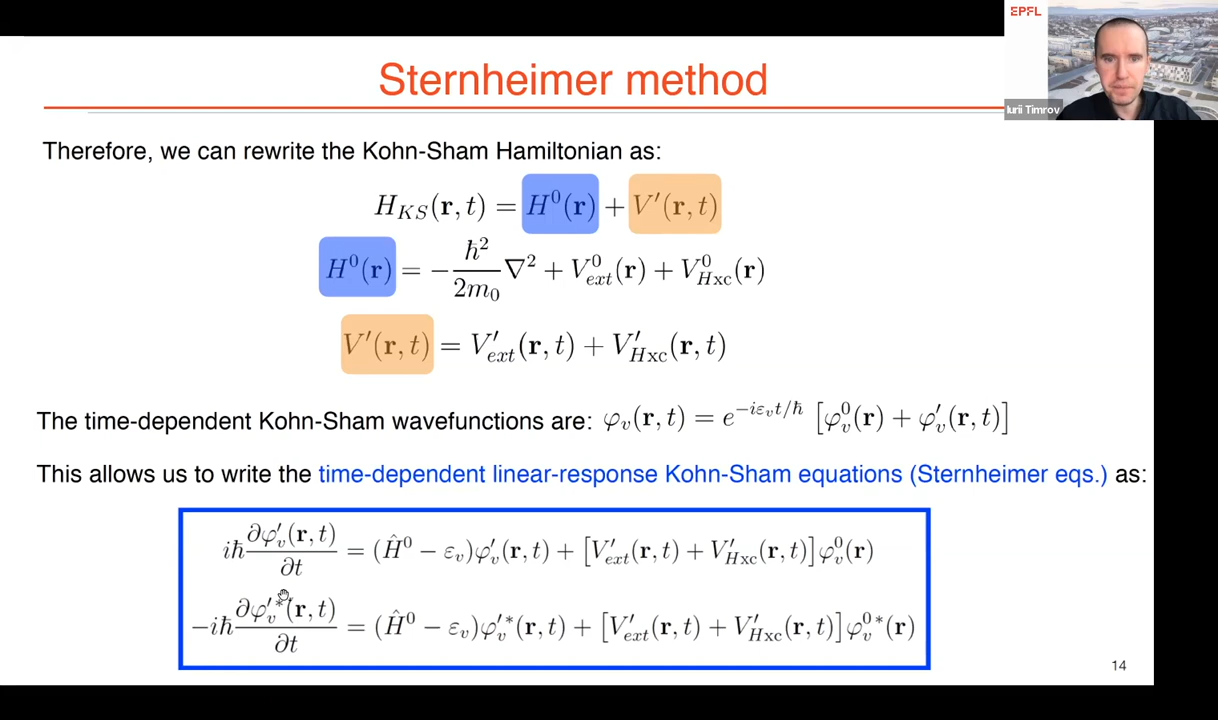 EPFL
Iurii Timrov
Sternheimer method
Therefore, we can rewrite the Kohn-Sham Hamiltonian as:
H_{KS}(r, t) = H^0(r) + V′(r, t)
H^0(r) = −ℏ²/2m₀ ∇² + V^0_{ext}(r) + V^0_{Hxc}(r)
V′(r, t) = V′_{ext}(r, t) + V′_{Hxc}(r, t)
The time-dependent Kohn-Sham wavefunctions are: φ_v(r, t) = e^{−iε_v t/ℏ} [φ^0_v(r) + φ′_v(r, t)]
This allows us to write the time-dependent linear-response Kohn-Sham equations (Sternheimer eqs.) as:
iℏ ∂φ′_v(r, t)/∂t = (Ĥ^0 − ε_v)φ′_v(r, t) + [V′_{ext}(r, t) + V′_{Hxc}(r, t)]φ^0_v(r)
−iℏ ∂φ′*_v(r, t)/∂t = (Ĥ^0 − ε_v)φ′*_v(r, t) + [V′_{ext}(r, t) + V′_{Hxc}(r, t)]φ^{0*}_v(r)
14